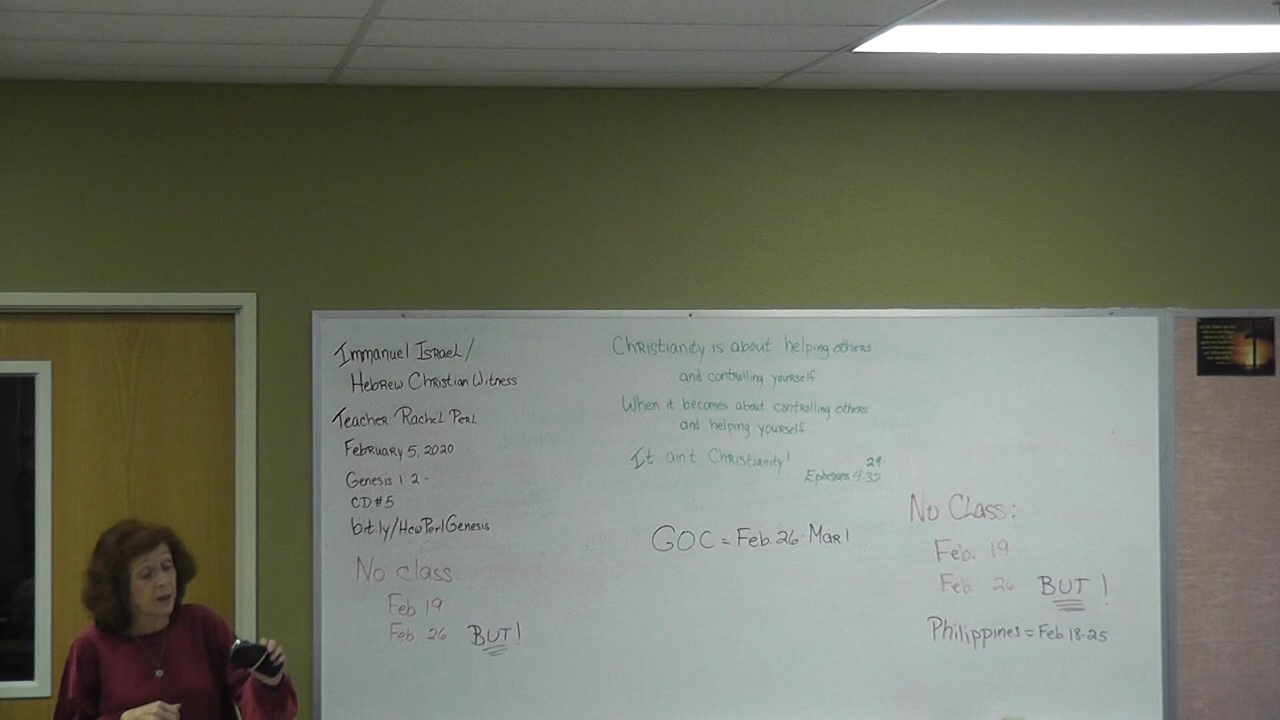 Immanuel Israel/
Hebrew Christian Witness
Teacher Rachel Perl
February 5, 2020
Genesis 1 2-
CD#5
bit.ly/HcwPerlGenesis
No class
Feb 19
Feb 26 BUT!
Christianity is about helping others
and controlling yourself
When it becomes about controlling others
and helping yourself
It ain't Christianity!
29-
Ephesians 4 32
GOC = Feb. 26-Mar 1
No Class:
Feb. 19
Feb 26 BUT!
Philippines = Feb 18-25